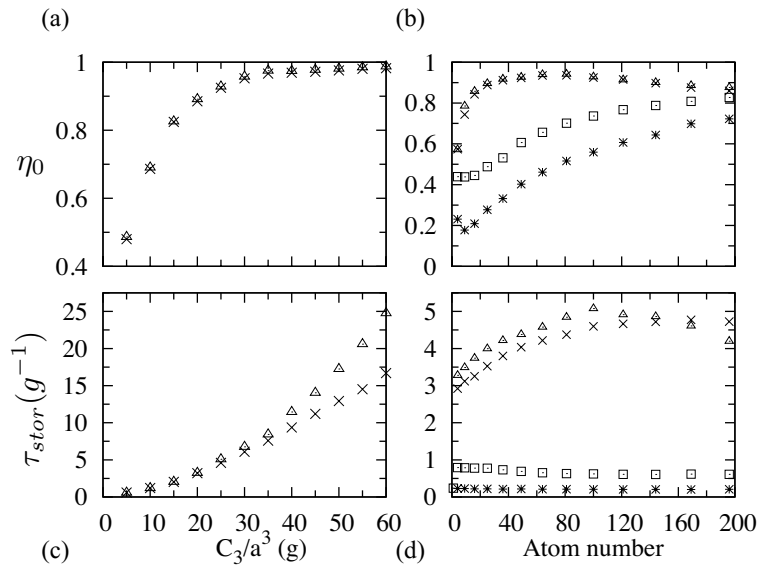 (a) (b)
1 1
0.8 0.8
0.6 0.6
0.4 0.4
0.2
0
η₀
25 5
20 4
15 3
10 2
5 1
0 0
τ_stor(g⁻¹)
0 10 20 30 40 50 60 0 40 80 120 160 200
(c) C₃/a³ (g) (d) Atom number